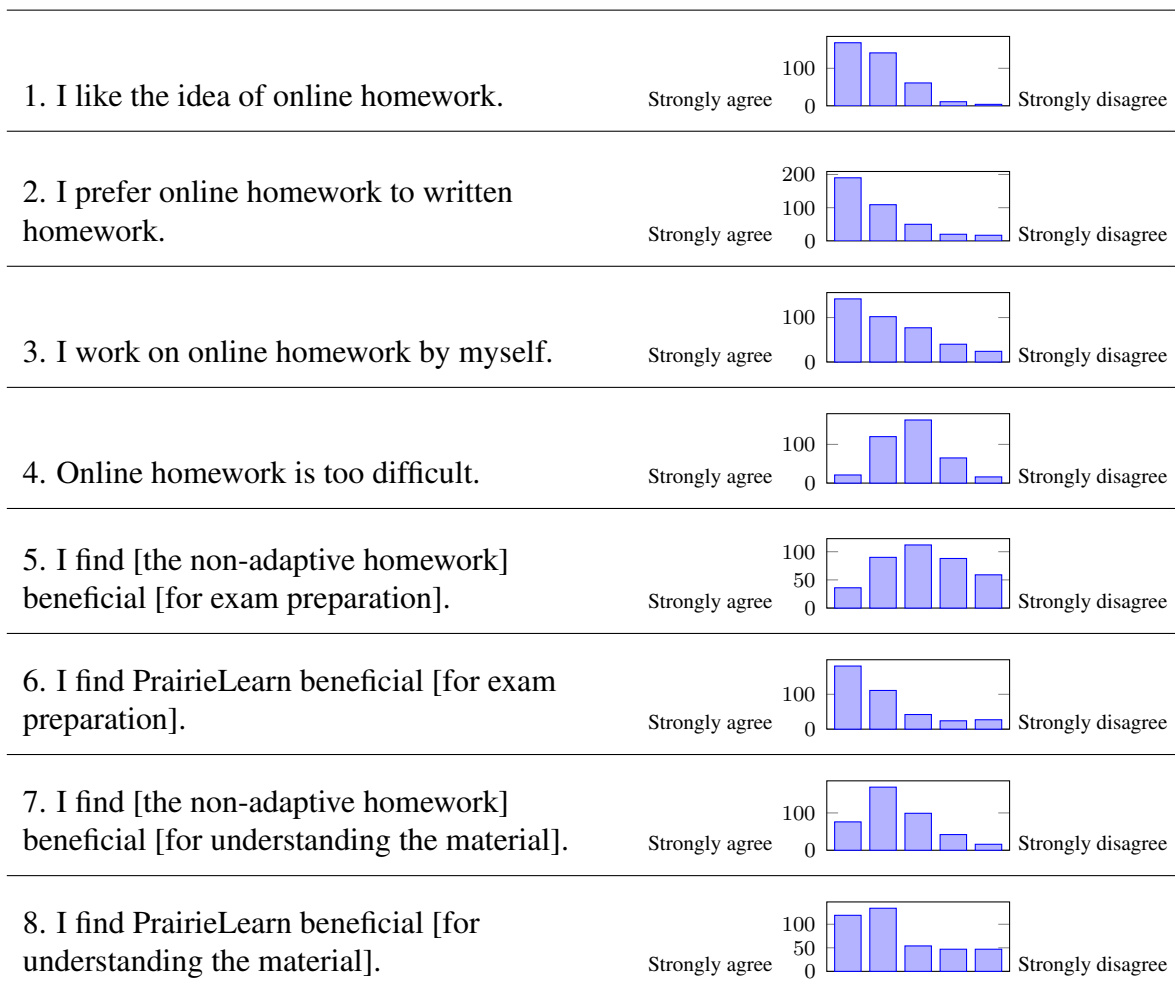 1. I like the idea of online homework.
Strongly agree
100
0
Strongly disagree
2. I prefer online homework to written
homework.
Strongly agree
200
100
0
Strongly disagree
3. I work on online homework by myself.
Strongly agree
100
0
Strongly disagree
4. Online homework is too difficult.
Strongly agree
100
0
Strongly disagree
5. I find [the non-adaptive homework]
beneficial [for exam preparation].
Strongly agree
100
50
0
Strongly disagree
6. I find PrairieLearn beneficial [for exam
preparation].
Strongly agree
100
0
Strongly disagree
7. I find [the non-adaptive homework]
beneficial [for understanding the material].
Strongly agree
100
0
Strongly disagree
8. I find PrairieLearn beneficial [for
understanding the material].
Strongly agree
100
50
0
Strongly disagree